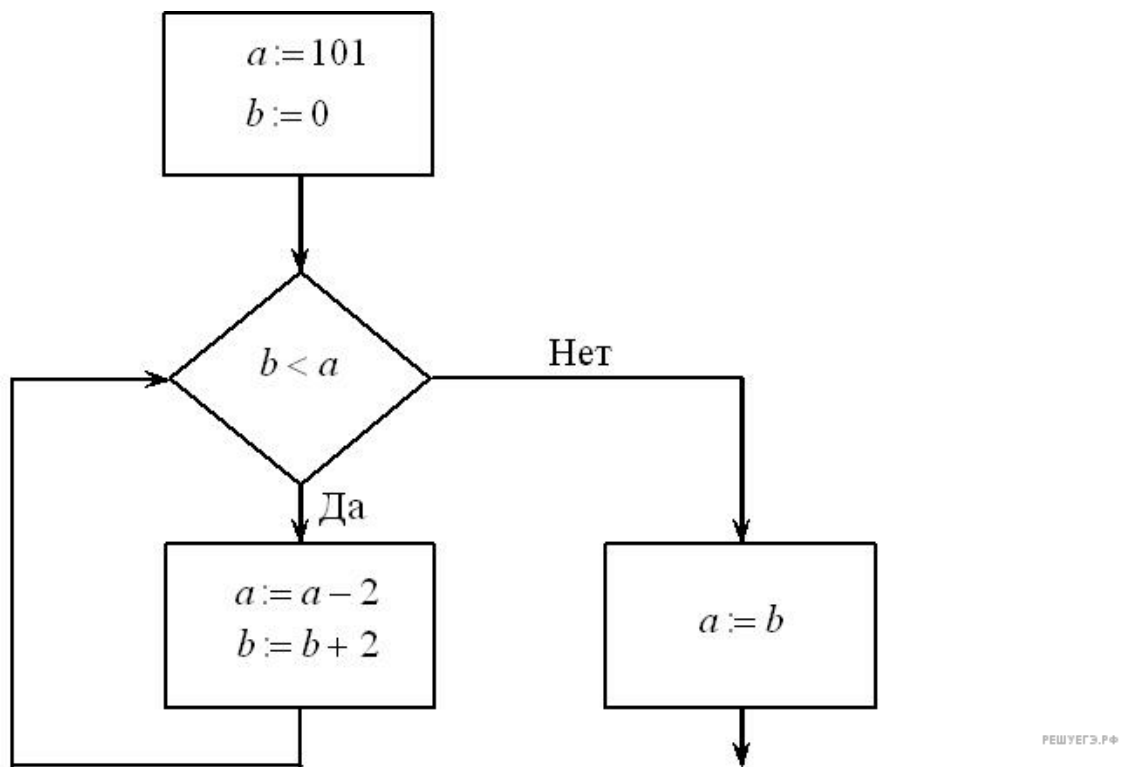 a := 101
b := 0
b < a
Нет
Да
a := a − 2
b := b + 2
a := b
РЕШУЕГЭ.РФ